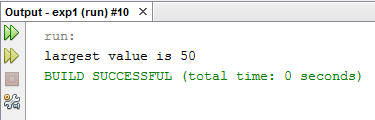 Output - exp1 (run) #10 ×
run:
largest value is 50
BUILD SUCCESSFUL (total time: 0 seconds)